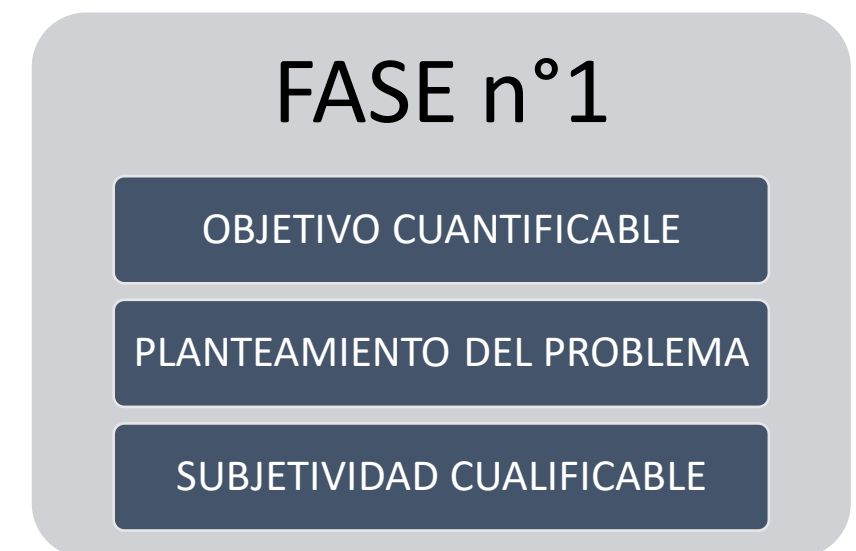 FASE n°1
OBJETIVO CUANTIFICABLE
PLANTEAMIENTO DEL PROBLEMA
SUBJETIVIDAD CUALIFICABLE